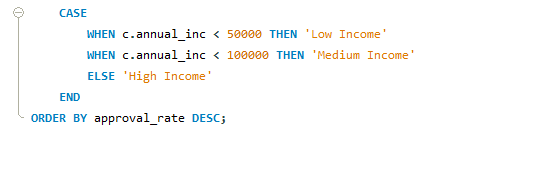 CASE
WHEN c.annual_inc < 50000 THEN 'Low Income'
WHEN c.annual_inc < 100000 THEN 'Medium Income'
ELSE 'High Income'
END
ORDER BY approval_rate DESC;